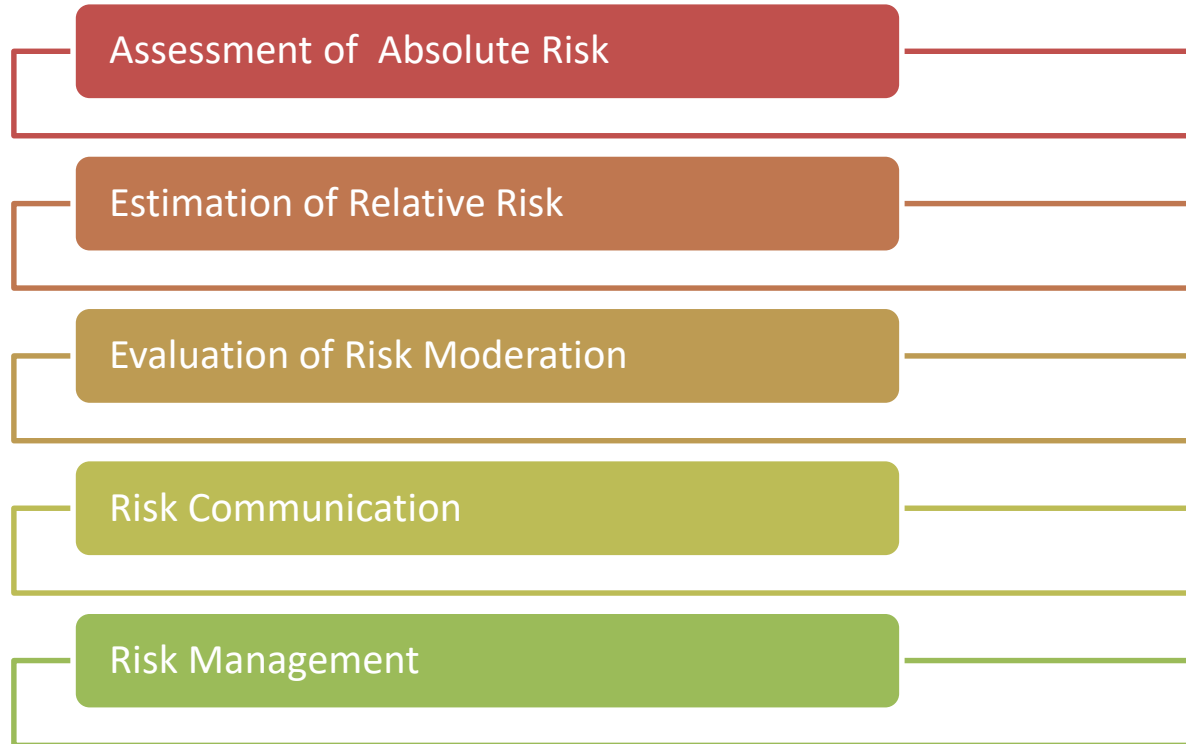 Assessment of  Absolute Risk
Estimation of Relative Risk
Evaluation of Risk Moderation
Risk Communication
Risk Management